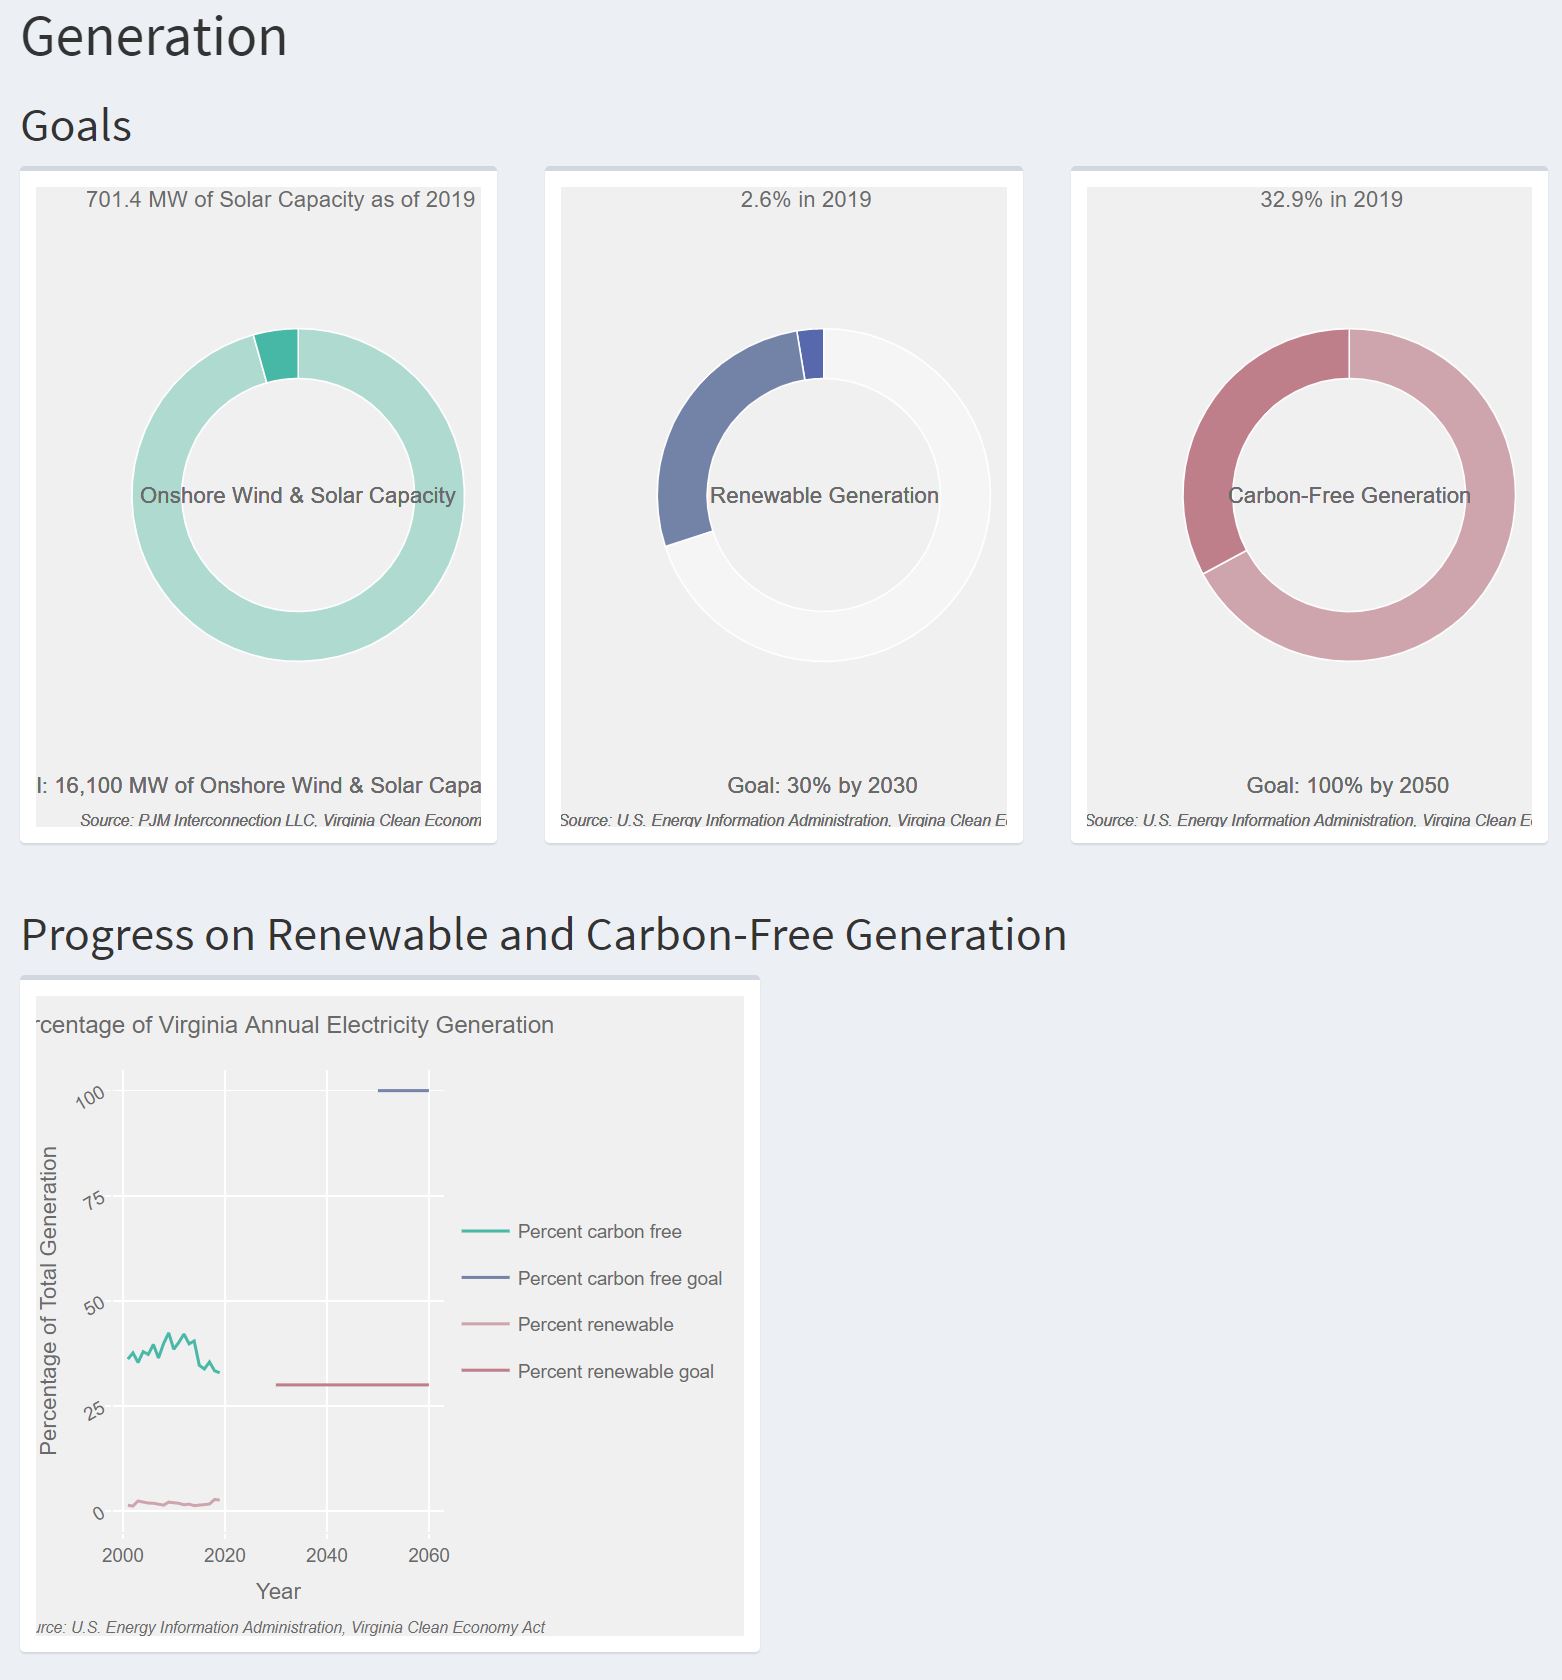 Generation
Goals
701.4 MW of Solar Capacity as of 2019
Onshore Wind & Solar Capacity
l: 16,100 MW of Onshore Wind & Solar Capa
Source: PJM Interconnection LLC, Virginia Clean Econom
2.6% in 2019
Renewable Generation
Goal: 30% by 2030
Source: U.S. Energy Information Administration, Virgina Clean E
32.9% in 2019
Carbon-Free Generation
Goal: 100% by 2050
Source: U.S. Energy Information Administration, Virgina Clean E
Progress on Renewable and Carbon-Free Generation
rcentage of Virginia Annual Electricity Generation
Percentage of Total Generation
100
75
50
25
0
2000 2020 2040 2060
Year
Percent carbon free
Percent carbon free goal
Percent renewable
Percent renewable goal
urce: U.S. Energy Information Administration, Virginia Clean Economy Act